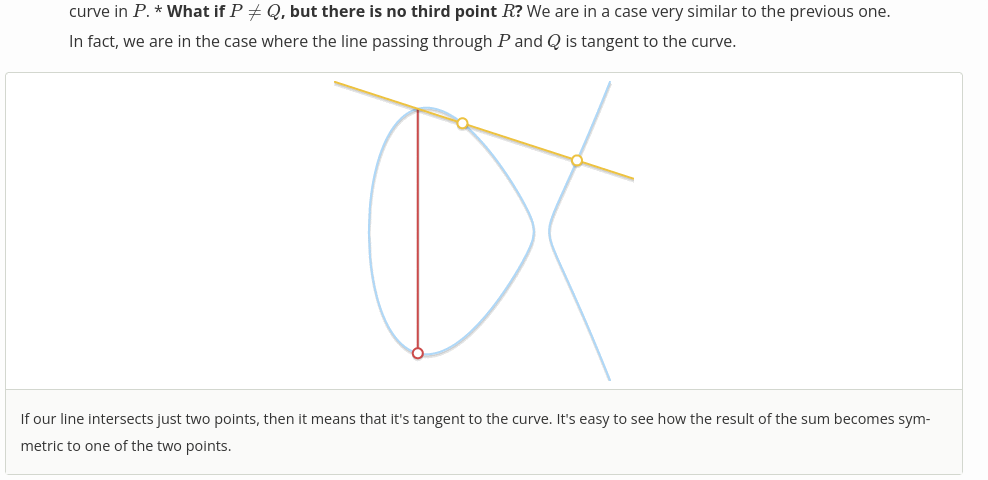 curve in P. * What if P ≠ Q, but there is no third point R? We are in a case very similar to the previous one.
In fact, we are in the case where the line passing through P and Q is tangent to the curve.
If our line intersects just two points, then it means that it's tangent to the curve. It's easy to see how the result of the sum becomes sym-
metric to one of the two points.